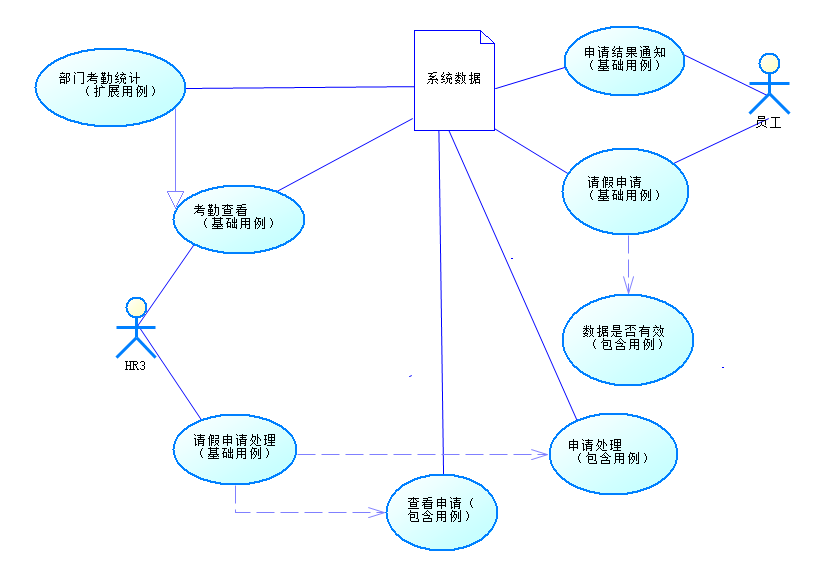 申请结果通知
（基础用例）
系统数据
部门考勤统计
（扩展用例）
员工
请假申请
（基础用例）
考勤查看
（基础用例）
数据是否有效
（包含用例）
HR3
请假申请处理
（基础用例）
申请处理
（包含用例）
查看申请（
包含用例）